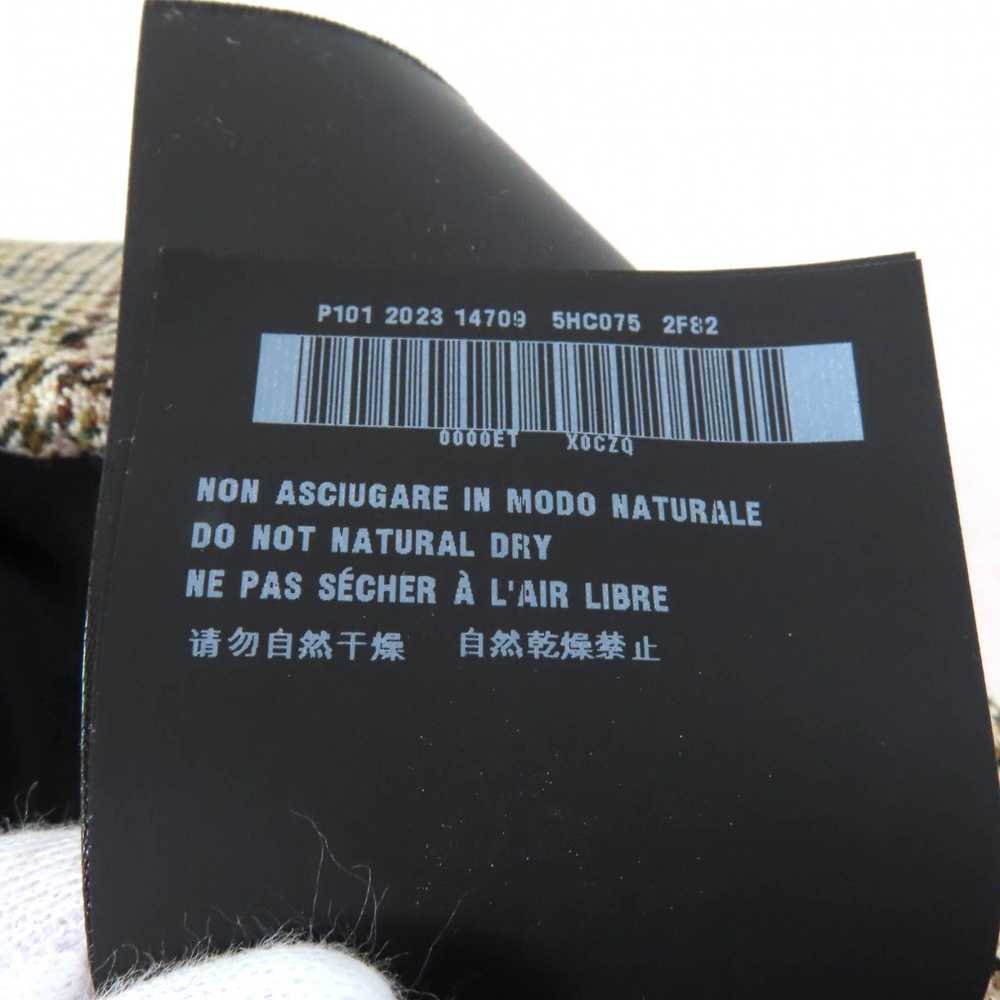 P101 2023 14709 5HC075 2F82
0000ET X0CZQ
NON ASCIUGARE IN MODO NATURALE
DO NOT NATURAL DRY
NE PAS SÉCHER À L'AIR LIBRE
请勿自然干燥 自然乾燥禁止